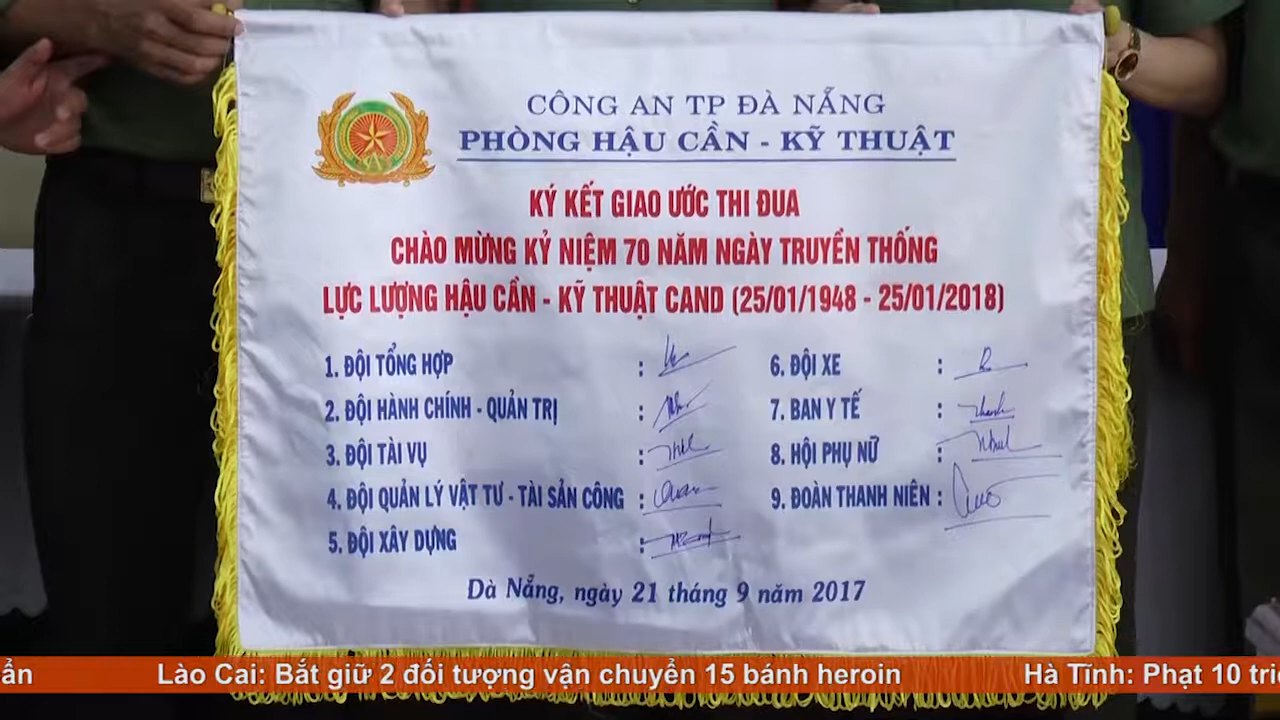 CÔNG AN TP ĐÀ NẴNG
PHÒNG HẬU CẦN - KỸ THUẬT
KÝ KẾT GIAO ƯỚC THI ĐUA
CHÀO MỪNG KỶ NIỆM 70 NĂM NGÀY TRUYỀN THỐNG
LỰC LƯỢNG HẬU CẦN - KỸ THUẬT CAND (25/01/1948 - 25/01/2018)
1. ĐỘI TỔNG HỢP :
2. ĐỘI HÀNH CHÍNH - QUẢN TRỊ :
3. ĐỘI TÀI VỤ :
4. ĐỘI QUẢN LÝ VẬT TƯ - TÀI SẢN CÔNG :
5. ĐỘI XÂY DỰNG :
6. ĐỘI XE :
7. BAN Y TẾ :
8. HỘI PHỤ NỮ :
9. ĐOÀN THANH NIÊN :
Dà Nẵng, ngày 21 tháng 9 năm 2017
ẩn Lào Cai: Bắt giữ 2 đối tượng vận chuyển 15 bánh heroin Hà Tĩnh: Phạt 10 triệ